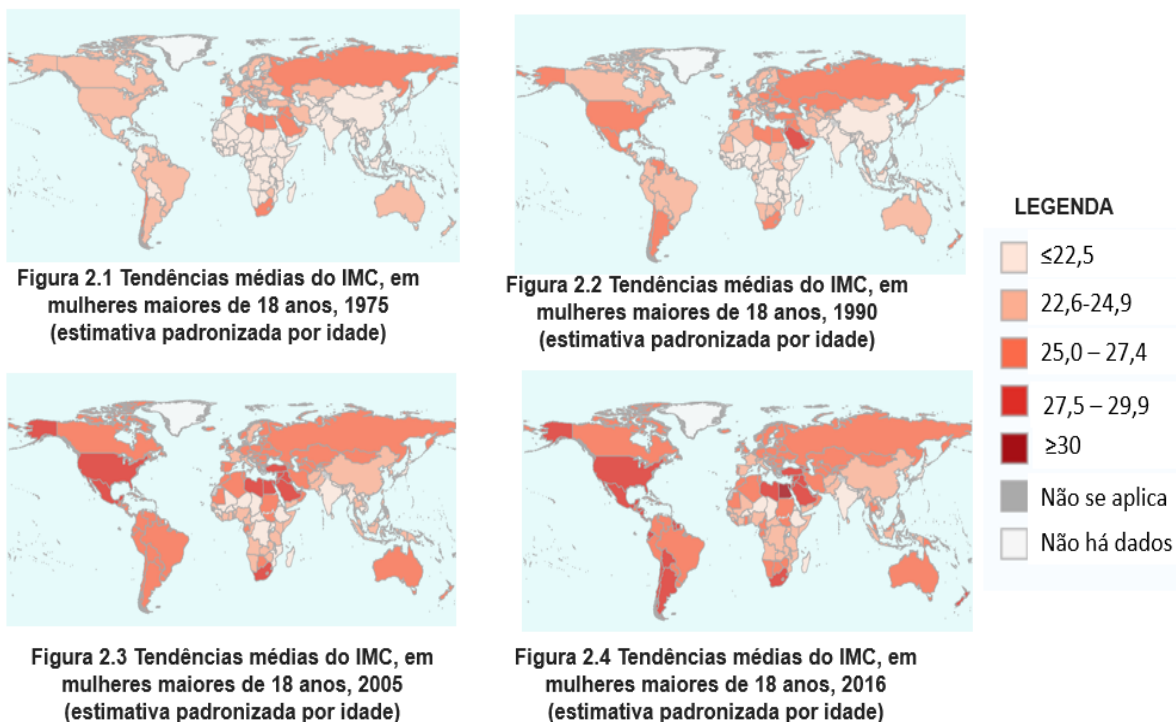 Figura 2.1 Tendências médias do IMC, em
mulheres maiores de 18 anos, 1975
(estimativa padronizada por idade)
Figura 2.2 Tendências médias do IMC, em
mulheres maiores de 18 anos, 1990
(estimativa padronizada por idade)
LEGENDA
≤22,5
22,6-24,9
25,0 – 27,4
27,5 – 29,9
≥30
Não se aplica
Não há dados
Figura 2.3 Tendências médias do IMC, em
mulheres maiores de 18 anos, 2005
(estimativa padronizada por idade)
Figura 2.4 Tendências médias do IMC, em
mulheres maiores de 18 anos, 2016
(estimativa padronizada por idade)